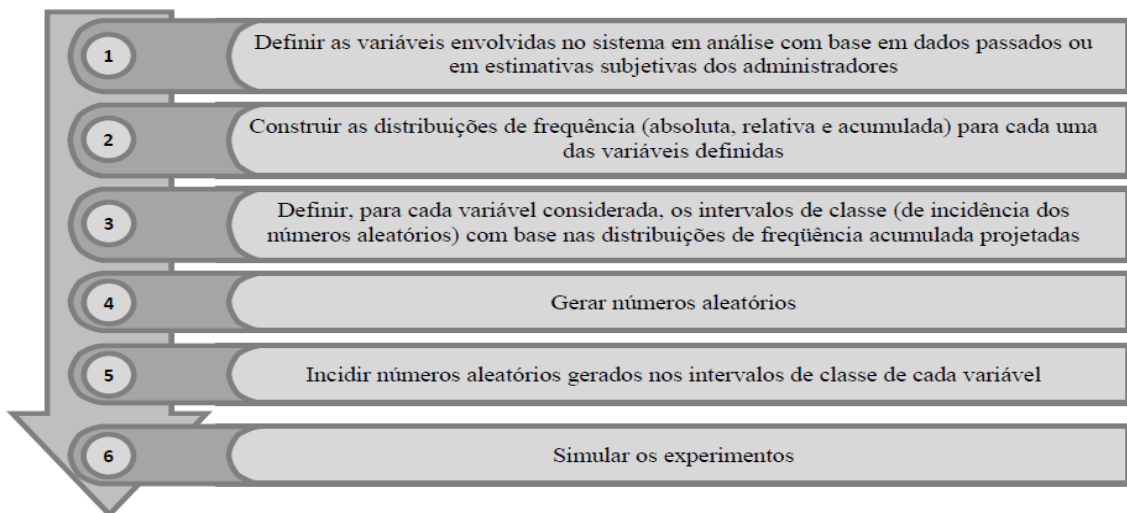 1
Definir as variáveis envolvidas no sistema em análise com base em dados passados ou
em estimativas subjetivas dos administradores
2
Construir as distribuições de frequência (absoluta, relativa e acumulada) para cada uma
das variáveis definidas
3
Definir, para cada variável considerada, os intervalos de classe (de incidência dos
números aleatórios) com base nas distribuições de freqüência acumulada projetadas
4
Gerar números aleatórios
5
Incidir números aleatórios gerados nos intervalos de classe de cada variável
6
Simular os experimentos